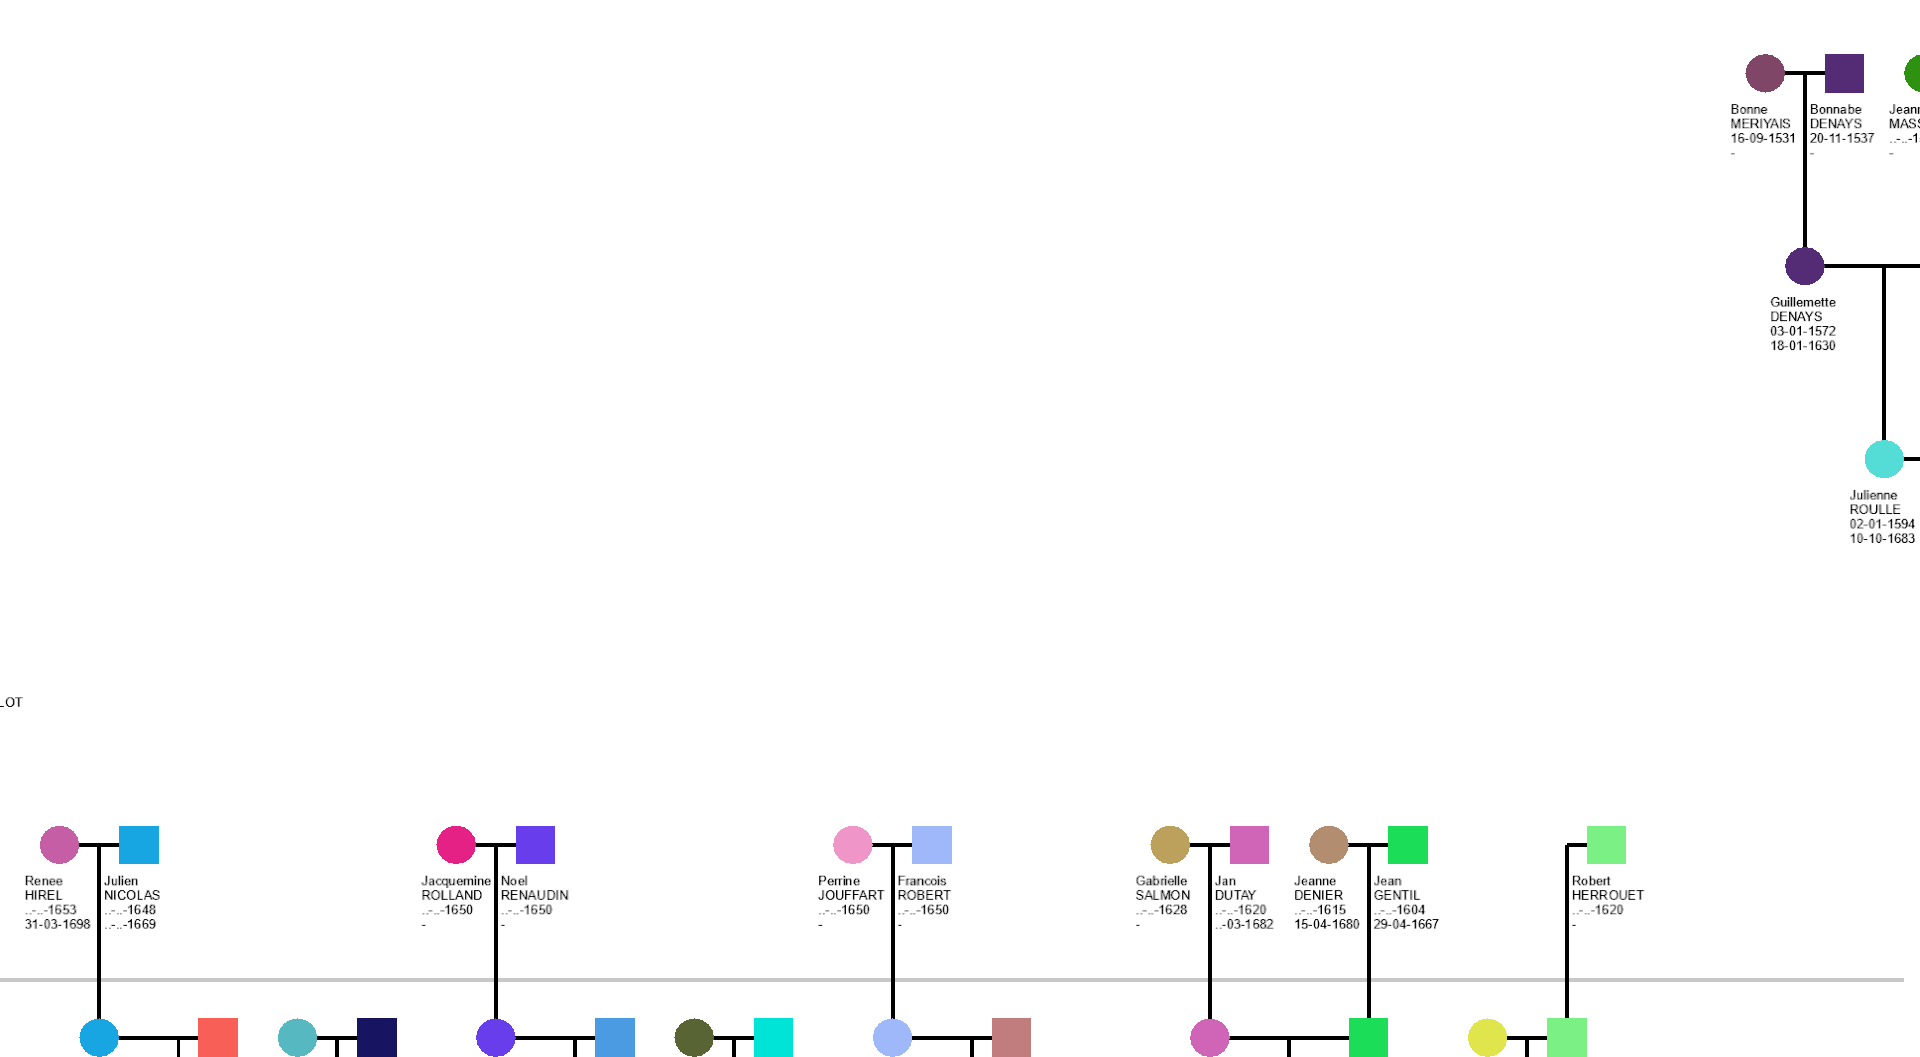 Bonne
MERIYAIS
16-09-1531
-
Bonnabe
DENAYS
20-11-1537
-
Guillemette
DENAYS
03-01-1572
18-01-1630
Julienne
ROULLE
02-01-1594
10-10-1683
Renee
HIREL
..-..-1653
31-03-1698
Julien
NICOLAS
..-..-1648
..-..-1669
Jacquemine
ROLLAND
..-..-1650
-
Noel
RENAUDIN
..-..-1650
Perrine
JOUFFART
..-..-1650
-
Francois
ROBERT
..-..-1650
-
Gabrielle
SALMON
..-..-1628
-
Jan
DUTAY
..-..-1620
..-03-1682
Jeanne
DENIER
..-..-1615
15-04-1680
Jean
GENTIL
..-..-1604
29-04-1667
Robert
HERROUET
..-..-1620
-